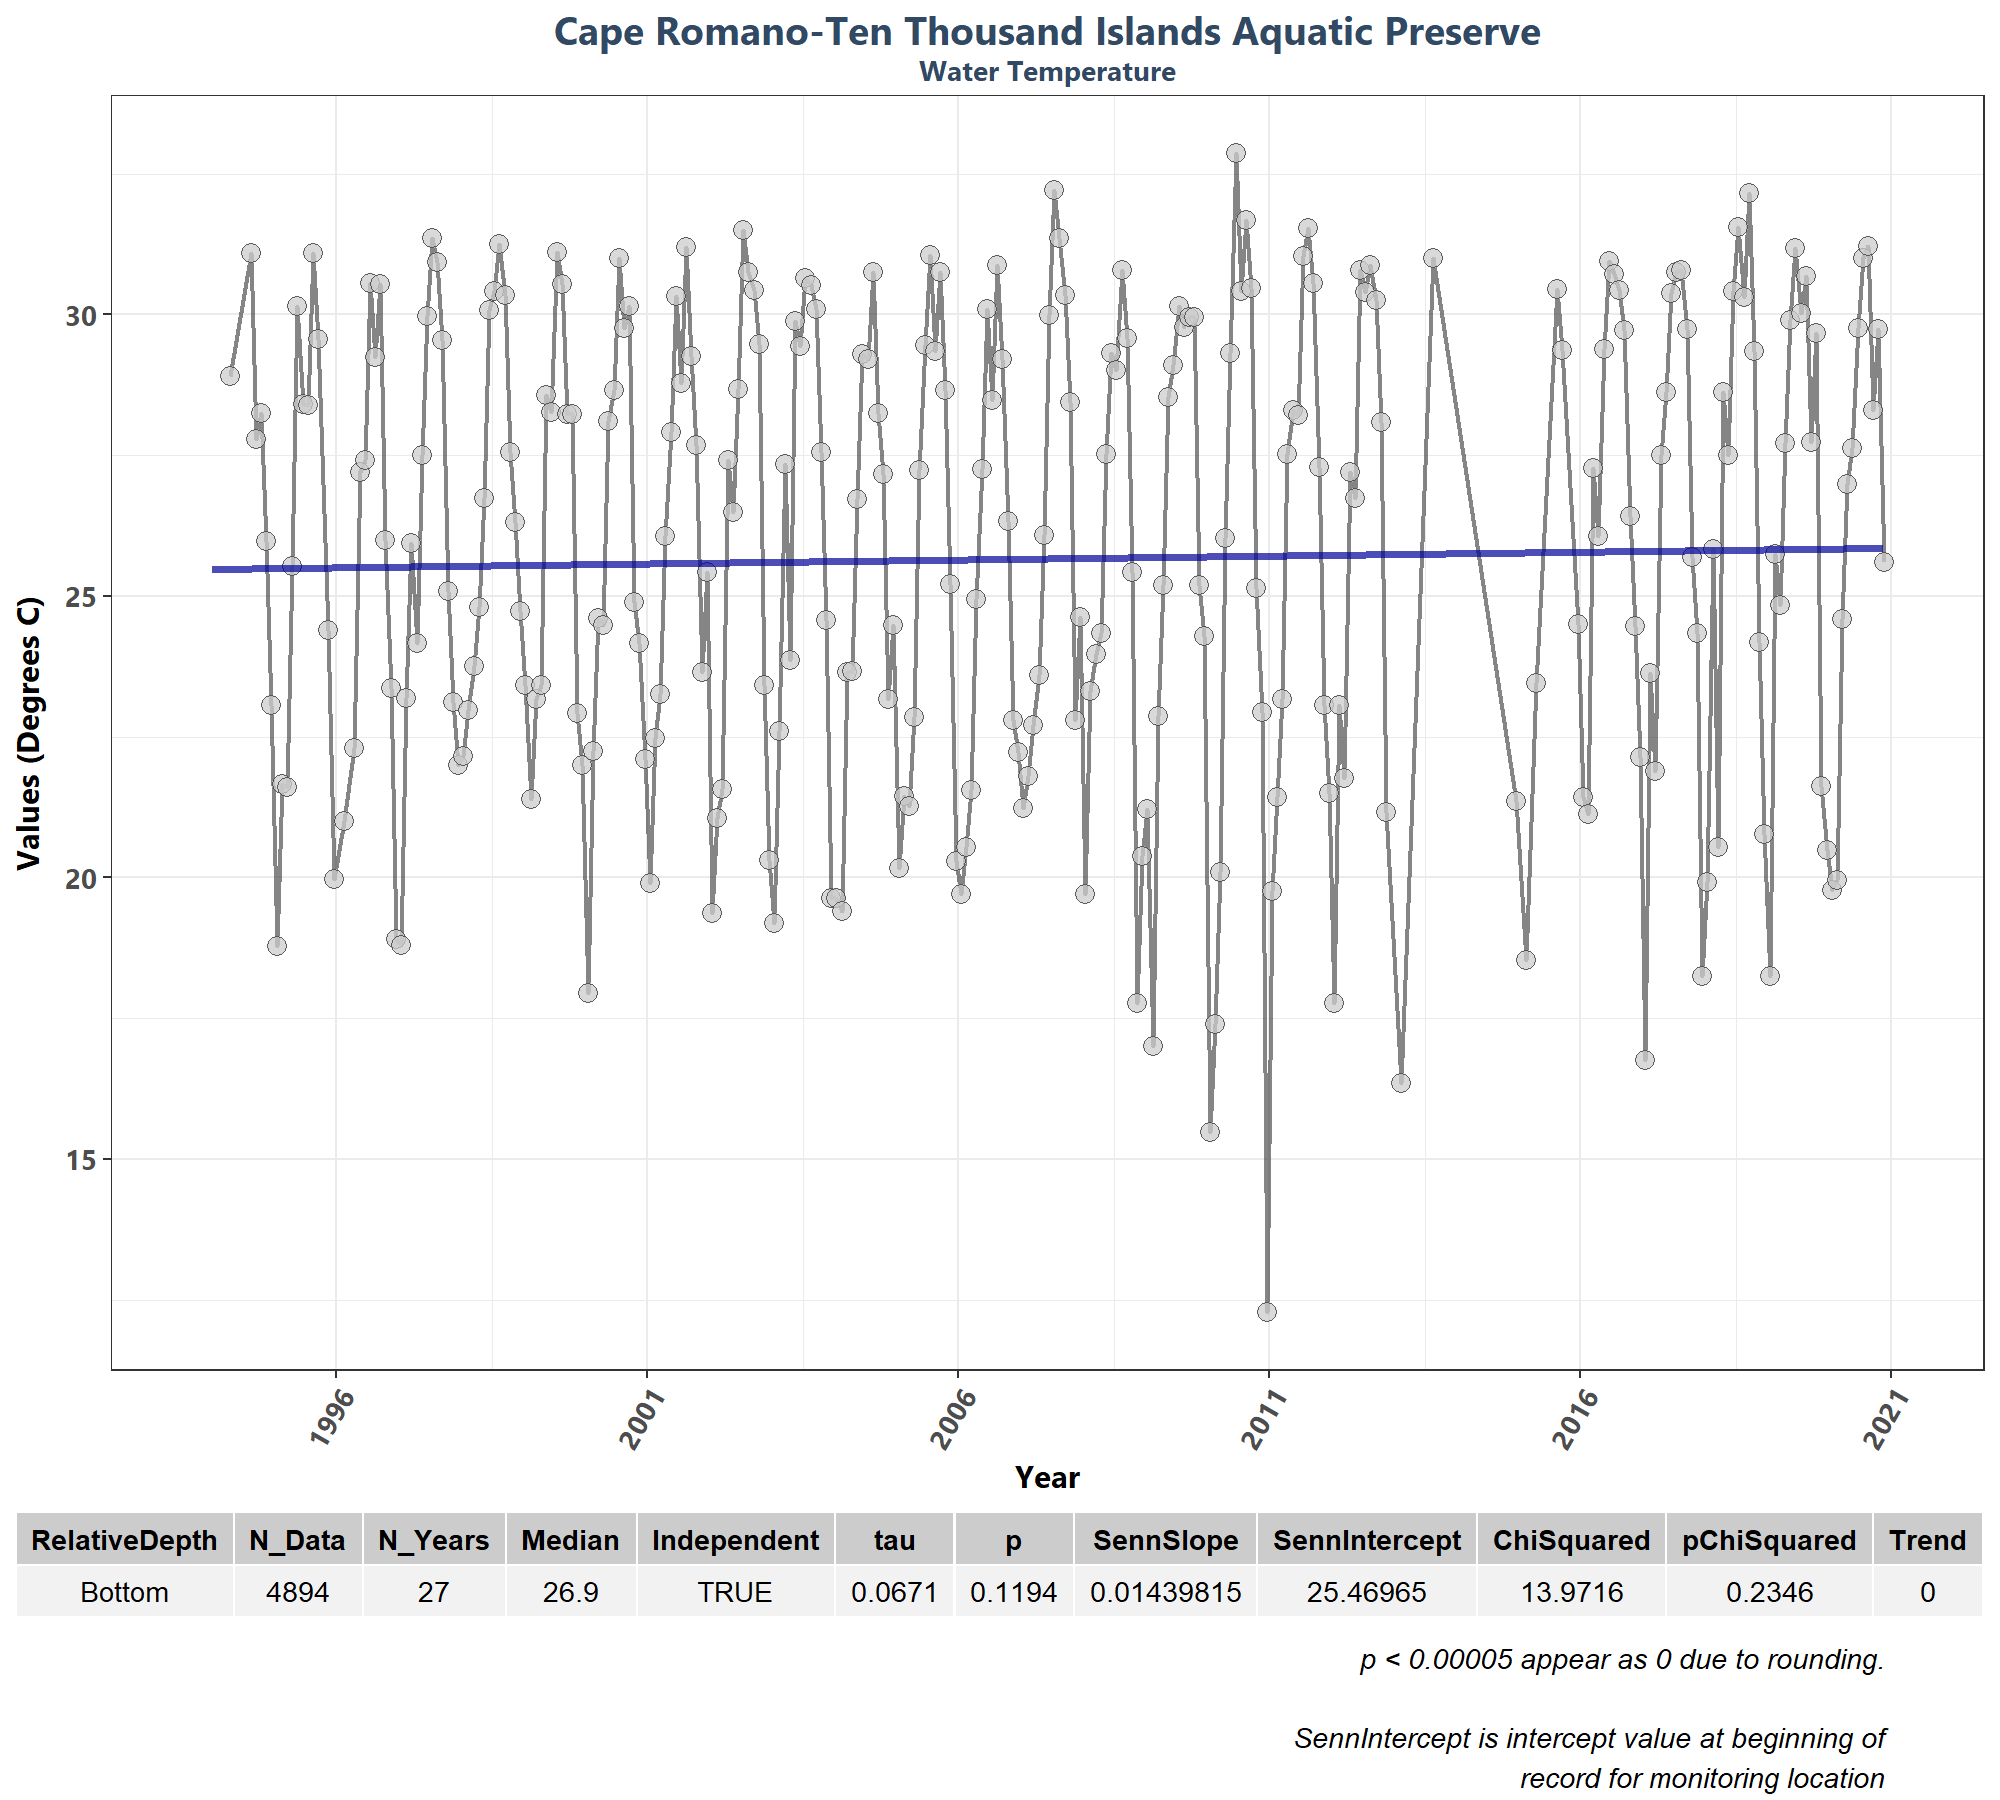 Cape Romano-Ten Thousand Islands Aquatic Preserve
Water Temperature
Values (Degrees C)
30
25
20
15
1996
2001
2006
2011
2016
2021
Year
RelativeDepth N_Data N_Years Median Independent tau p SennSlope SennIntercept ChiSquared pChiSquared Trend
Bottom 4894 27 26.9 TRUE 0.0671 0.1194 0.01439815 25.46965 13.9716 0.2346 0
p < 0.00005 appear as 0 due to rounding.
SennIntercept is intercept value at beginning of
record for monitoring location